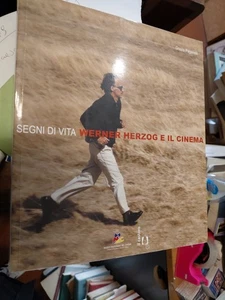 SEGNI DI VITA WERNER HERZOG E IL CINEMA